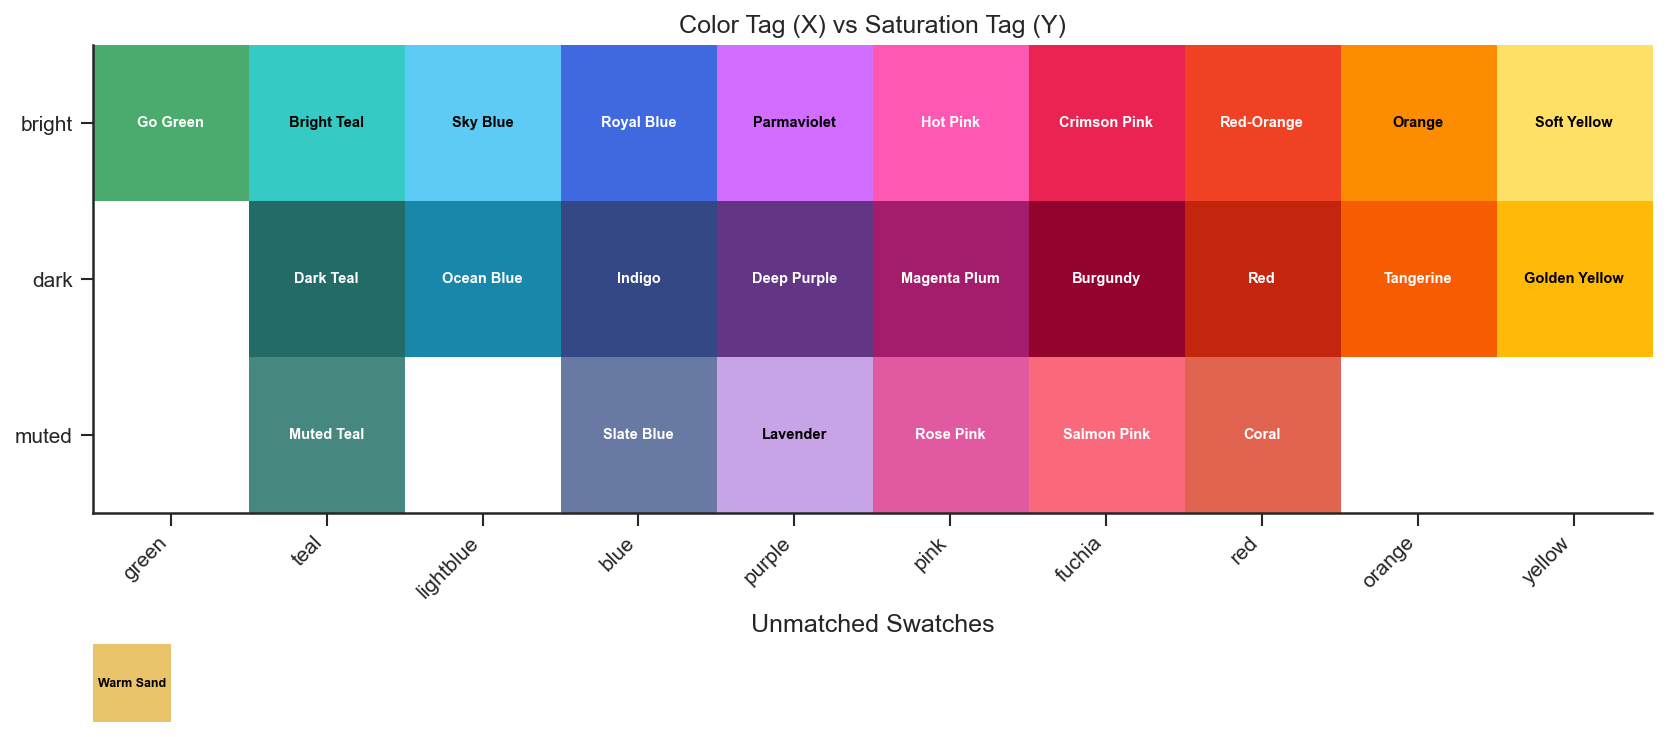 Color Tag (X) vs Saturation Tag (Y)
bright
Go Green
Bright Teal
Sky Blue
Royal Blue
Parmaviolet
Hot Pink
Crimson Pink
Red-Orange
Orange
Soft Yellow
dark
Dark Teal
Ocean Blue
Indigo
Deep Purple
Magenta Plum
Burgundy
Red
Tangerine
Golden Yellow
muted
Muted Teal
Slate Blue
Lavender
Rose Pink
Salmon Pink
Coral
green
teal
lightblue
blue
purple
pink
fuchia
red
orange
yellow
Unmatched Swatches
Warm Sand